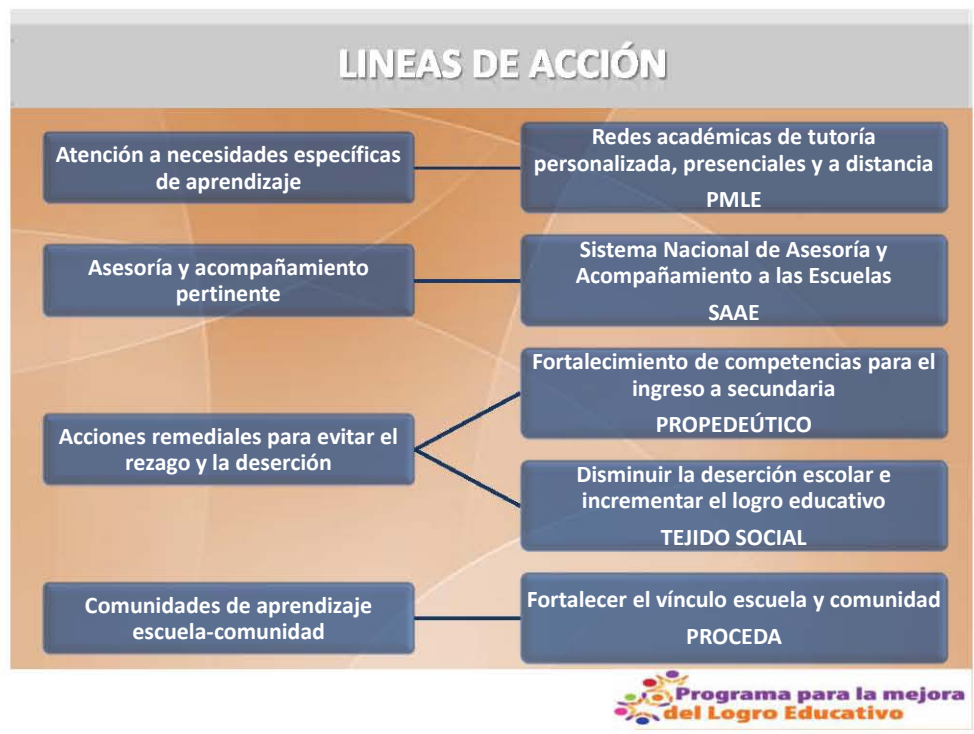 LINEAS DE ACCIÓN
Atención a necesidades específicas
de aprendizaje
Redes académicas de tutoría
personalizada, presenciales y a distancia
PMLE
Asesoría y acompañamiento
pertinente
Sistema Nacional de Asesoría y
Acompañamiento a las Escuelas
SAAE
Acciones remediales para evitar el
rezago y la deserción
Fortalecimiento de competencias para el
ingreso a secundaria
PROPEDEÚTICO
Disminuir la deserción escolar e
incrementar el logro educativo
TEJIDO SOCIAL
Comunidades de aprendizaje
escuela-comunidad
Fortalecer el vínculo escuela y comunidad
PROCEDA
Programa para la mejora
del Logro Educativo